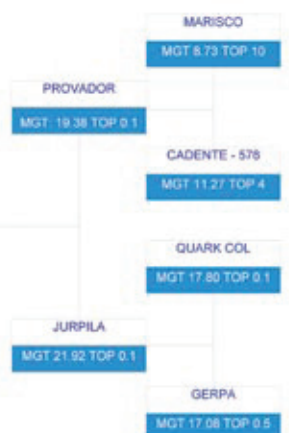 MARISCO
MGT 8.73 TOP 10
PROVADOR
MGT: 19.38 TOP 0.1
CADENTE - 578
MGT 11.27 TOP 4
QUARK COL
MGT 17.80 TOP 0.1
JURPILA
MGT 21.92 TOP 0.1
GERPA
MGT 17.08 TOP 0.5